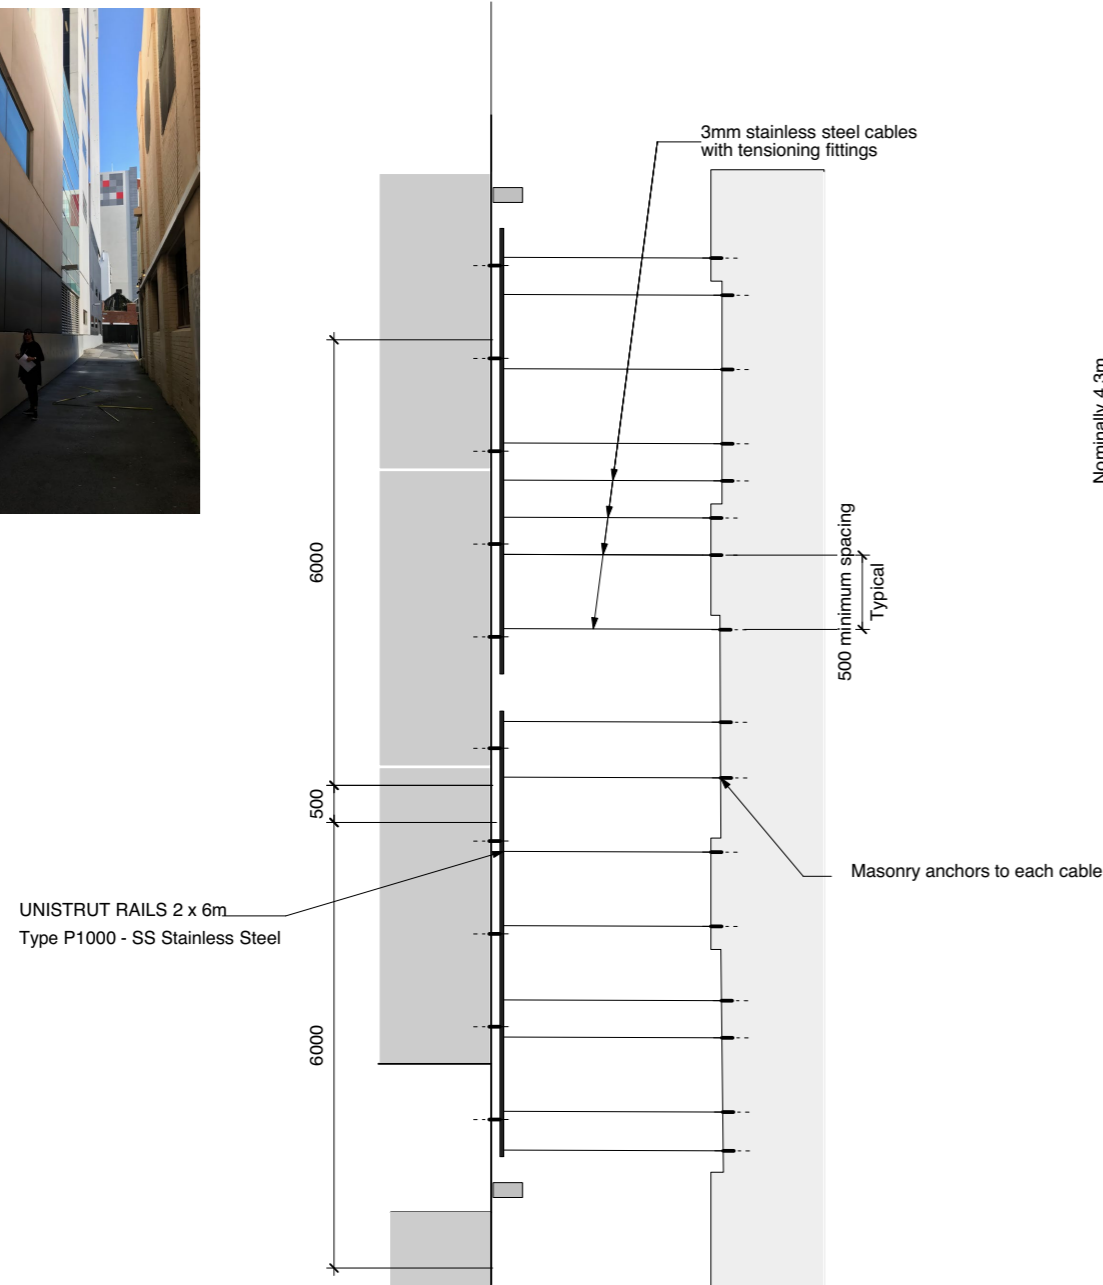 3mm stainless steel cables
with tensioning fittings
Nominally 4.3m
6000
500 minimum spacing
Typical
500
Masonry anchors to each cable
UNISTRUT RAILS 2 x 6m
Type P1000 - SS Stainless Steel
6000